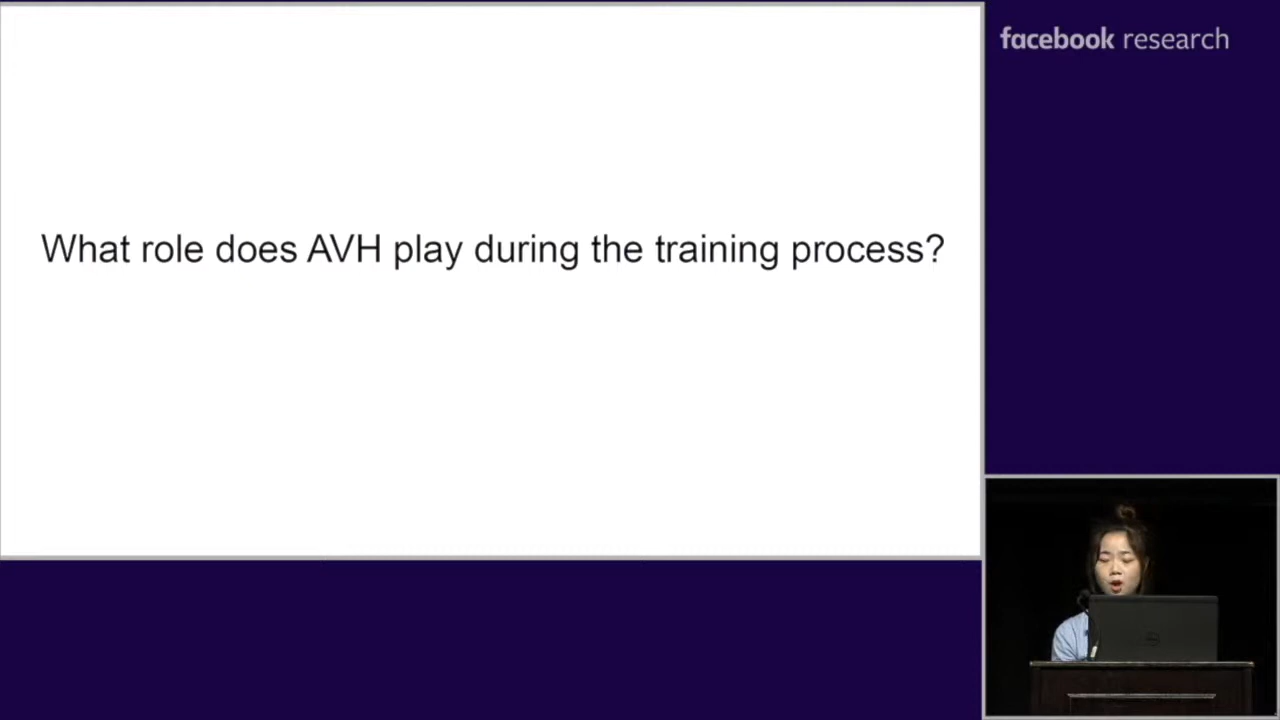 facebook research
What role does AVH play during the training process?